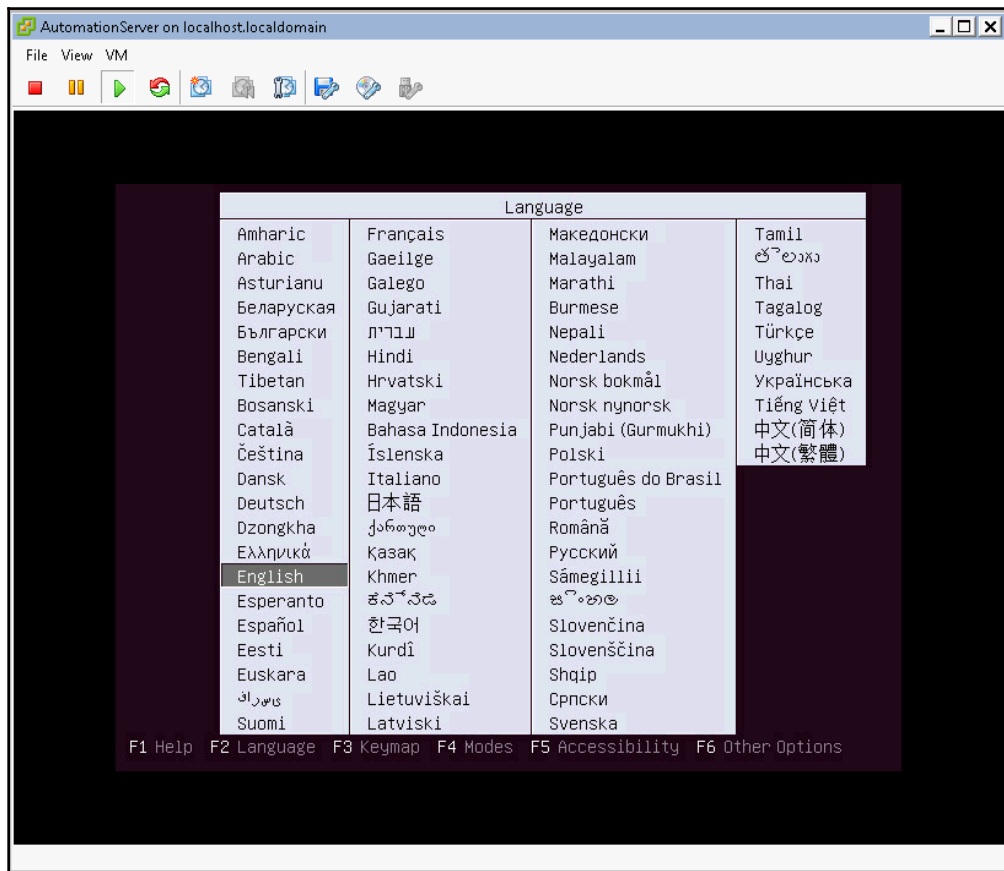 AutomationServer on localhost.localdomain
File View VM
Language
Amharic
Arabic
Asturianu
Беларуская
Български
Bengali
Tibetan
Bosanski
Català
Čeština
Dansk
Deutsch
Dzongkha
Ελληνικά
English
Esperanto
Español
Eesti
Euskara
فارسی
Suomi
Français
Gaeilge
Galego
Gujarati
עברית
Hindi
Hrvatski
Magyar
Bahasa Indonesia
Íslenska
Italiano
日本語
ქართული
Қазақ
Khmer
한국어
Kurdî
Lao
Lietuviškai
Latviski
Македонски
Malayalam
Marathi
Burmese
Nepali
Nederlands
Norsk bokmål
Norsk nynorsk
Punjabi (Gurmukhi)
Polski
Português do Brasil
Português
Română
Русский
Sámegillii
සිංහල
Slovenčina
Slovenščina
Shqip
Српски
Svenska
Tamil
తెలుగు
Thai
Tagalog
Türkçe
Uyghur
Українська
Tiếng Việt
中文(简体)
中文(繁體)
F1 Help F2 Language F3 Keymap F4 Modes F5 Accessibility F6 Other Options